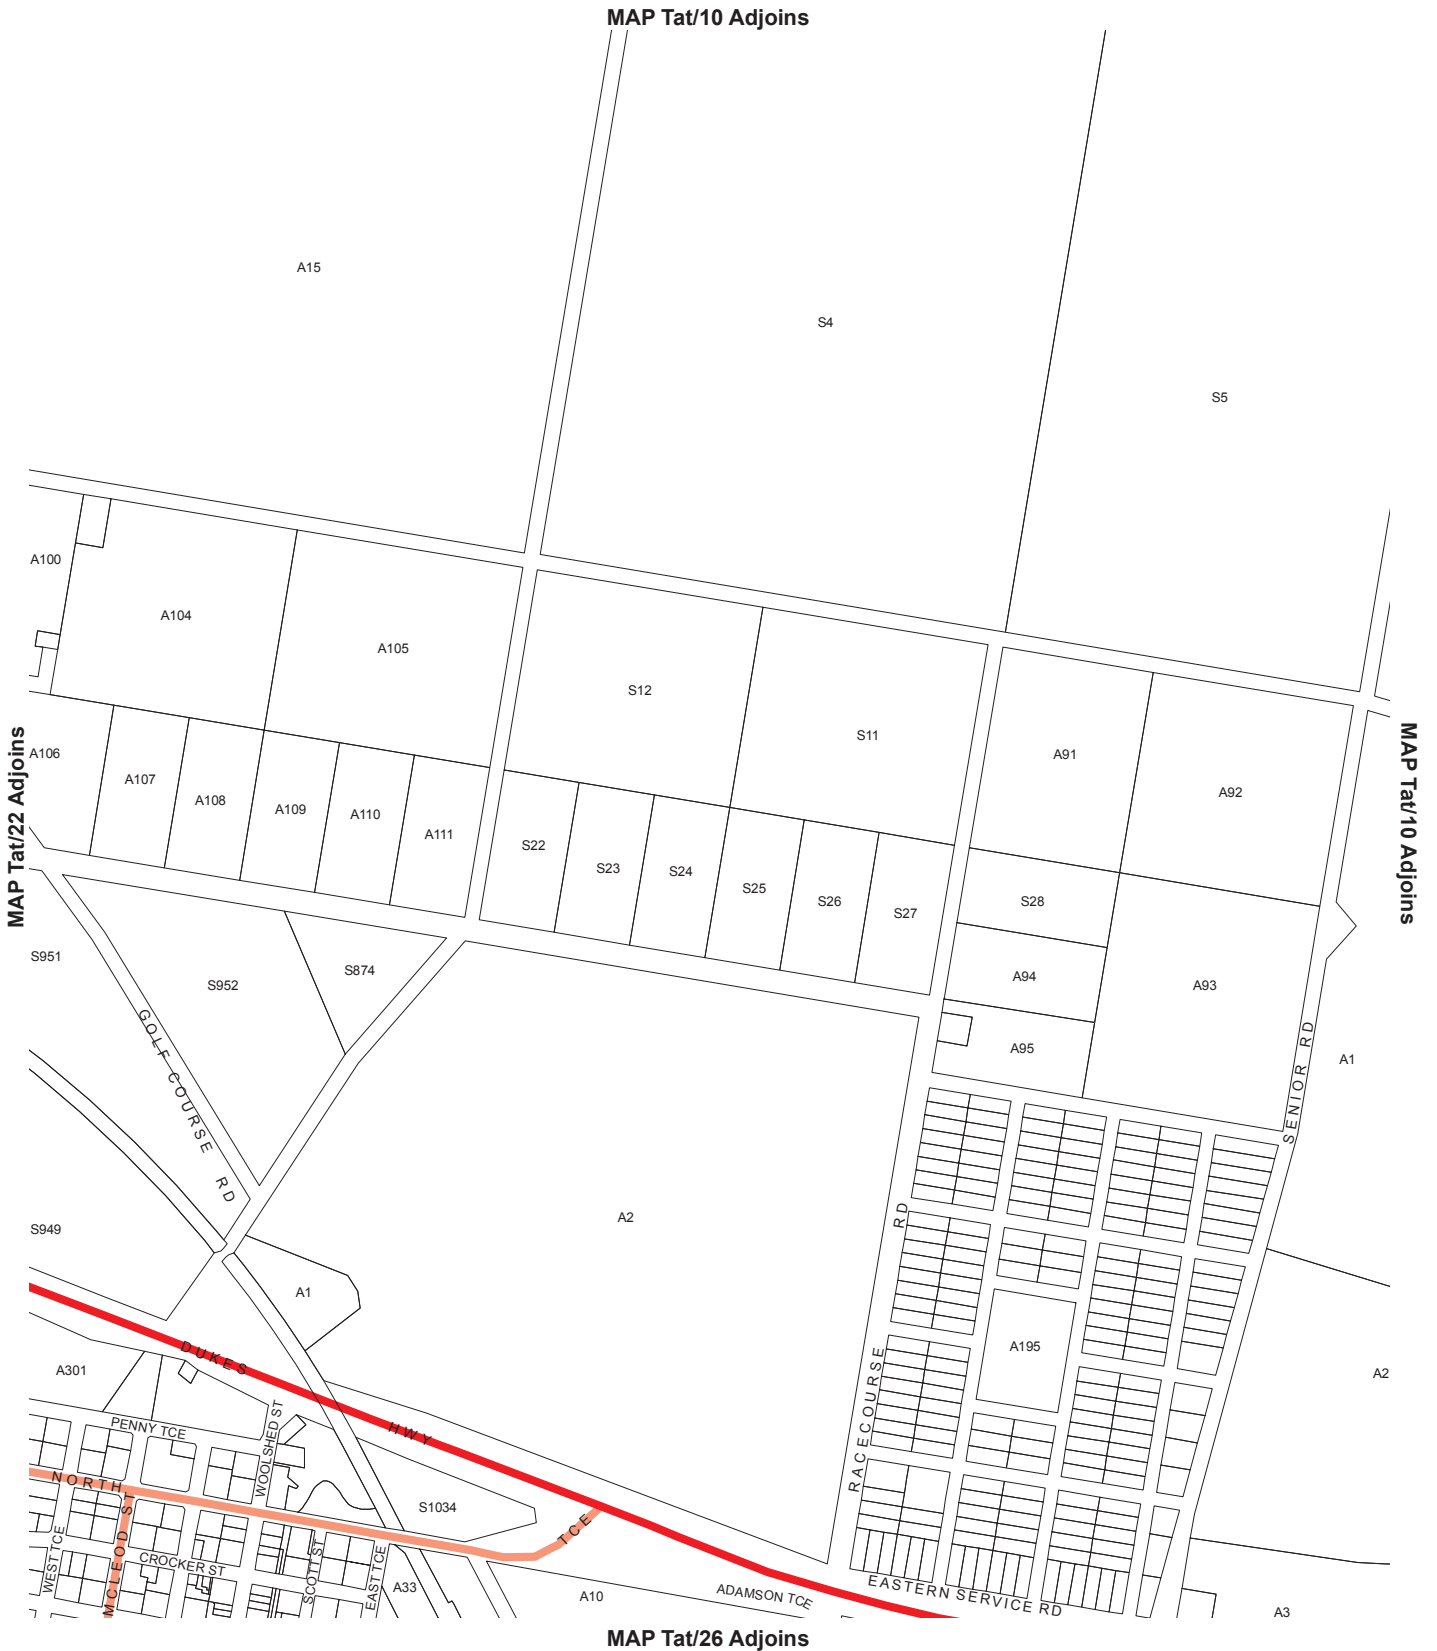 MAP Tat/10 Adjoins
A15
S4
S5
A100
A104
A105
S12
S11
A91
A92
A106
A107
A108
A109
A110
A111
S22
S23
S24
S25
S26
S27
S28
A94
A93
A95
MAP Tat/22 Adjoins
MAP Tat/10 Adjoins
S951
S952
S874
GOLF COURSE RD
SENIOR RD
A1
A2
S949
A1
RACECOURSE RD
A195
A2
DUKES HWY
A301
PENNY TCE
WOOLSHED ST
NORTH TCE
S1034
MCLEOD ST
WEST TCE
CROCKER ST
SCOTT ST
EAST TCE
A33
A10
ADAMSON TCE
EASTERN SERVICE RD
A3
MAP Tat/26 Adjoins